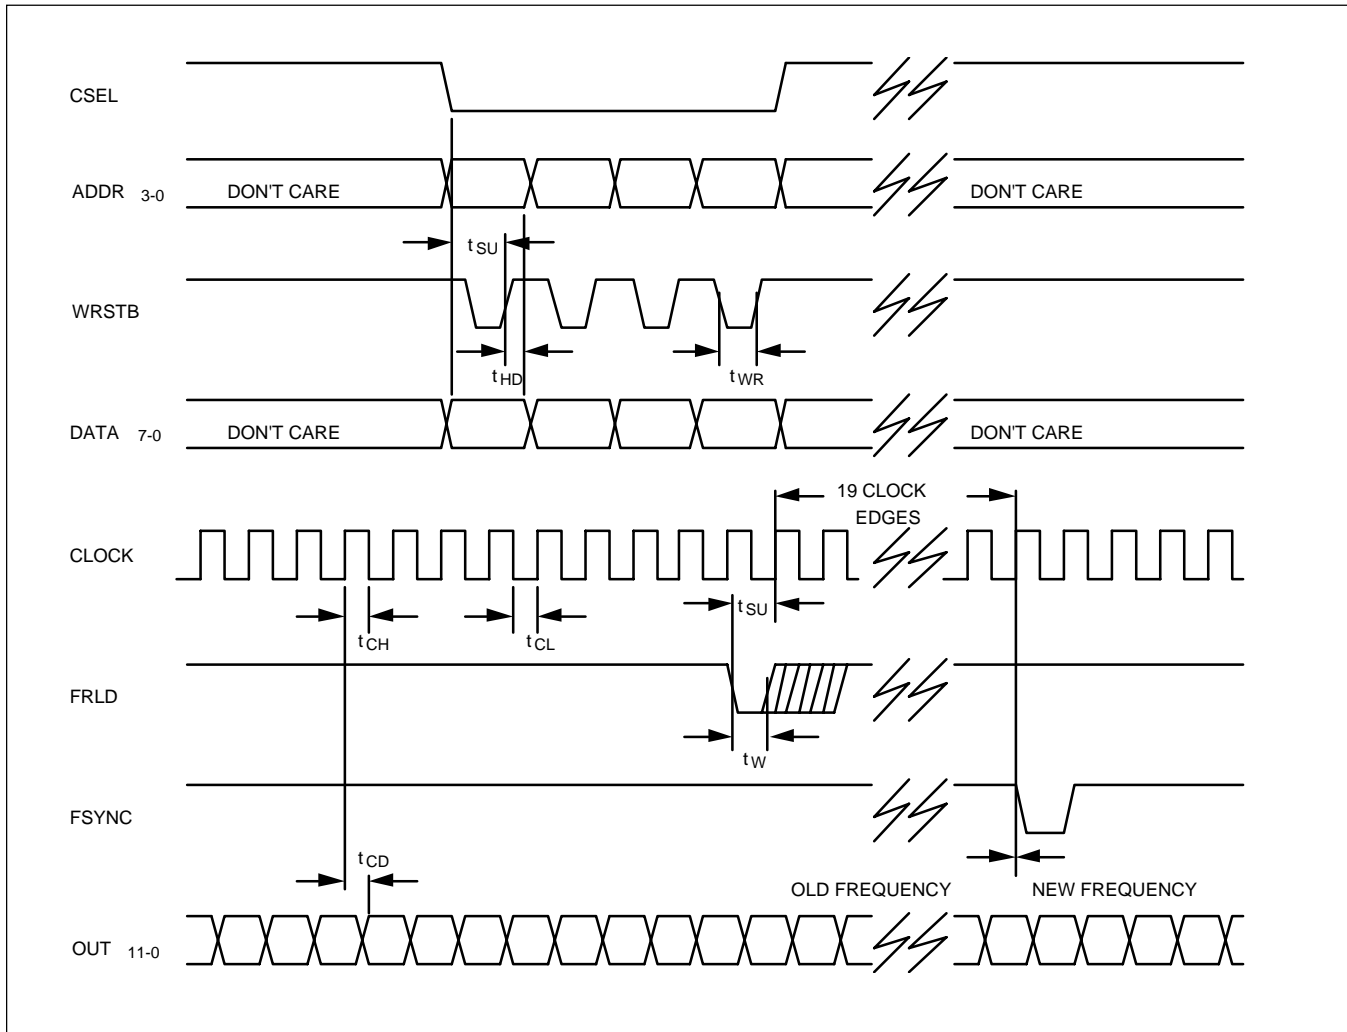 CSEL
ADDR 3-0 DON'T CARE DON'T CARE
t SU
WRSTB
t HD t WR
DATA 7-0 DON'T CARE DON'T CARE
19 CLOCK
EDGES
CLOCK
t SU
t CH t CL
FRLD
t W
FSYNC
t CD
OLD FREQUENCY NEW FREQUENCY
OUT 11-0